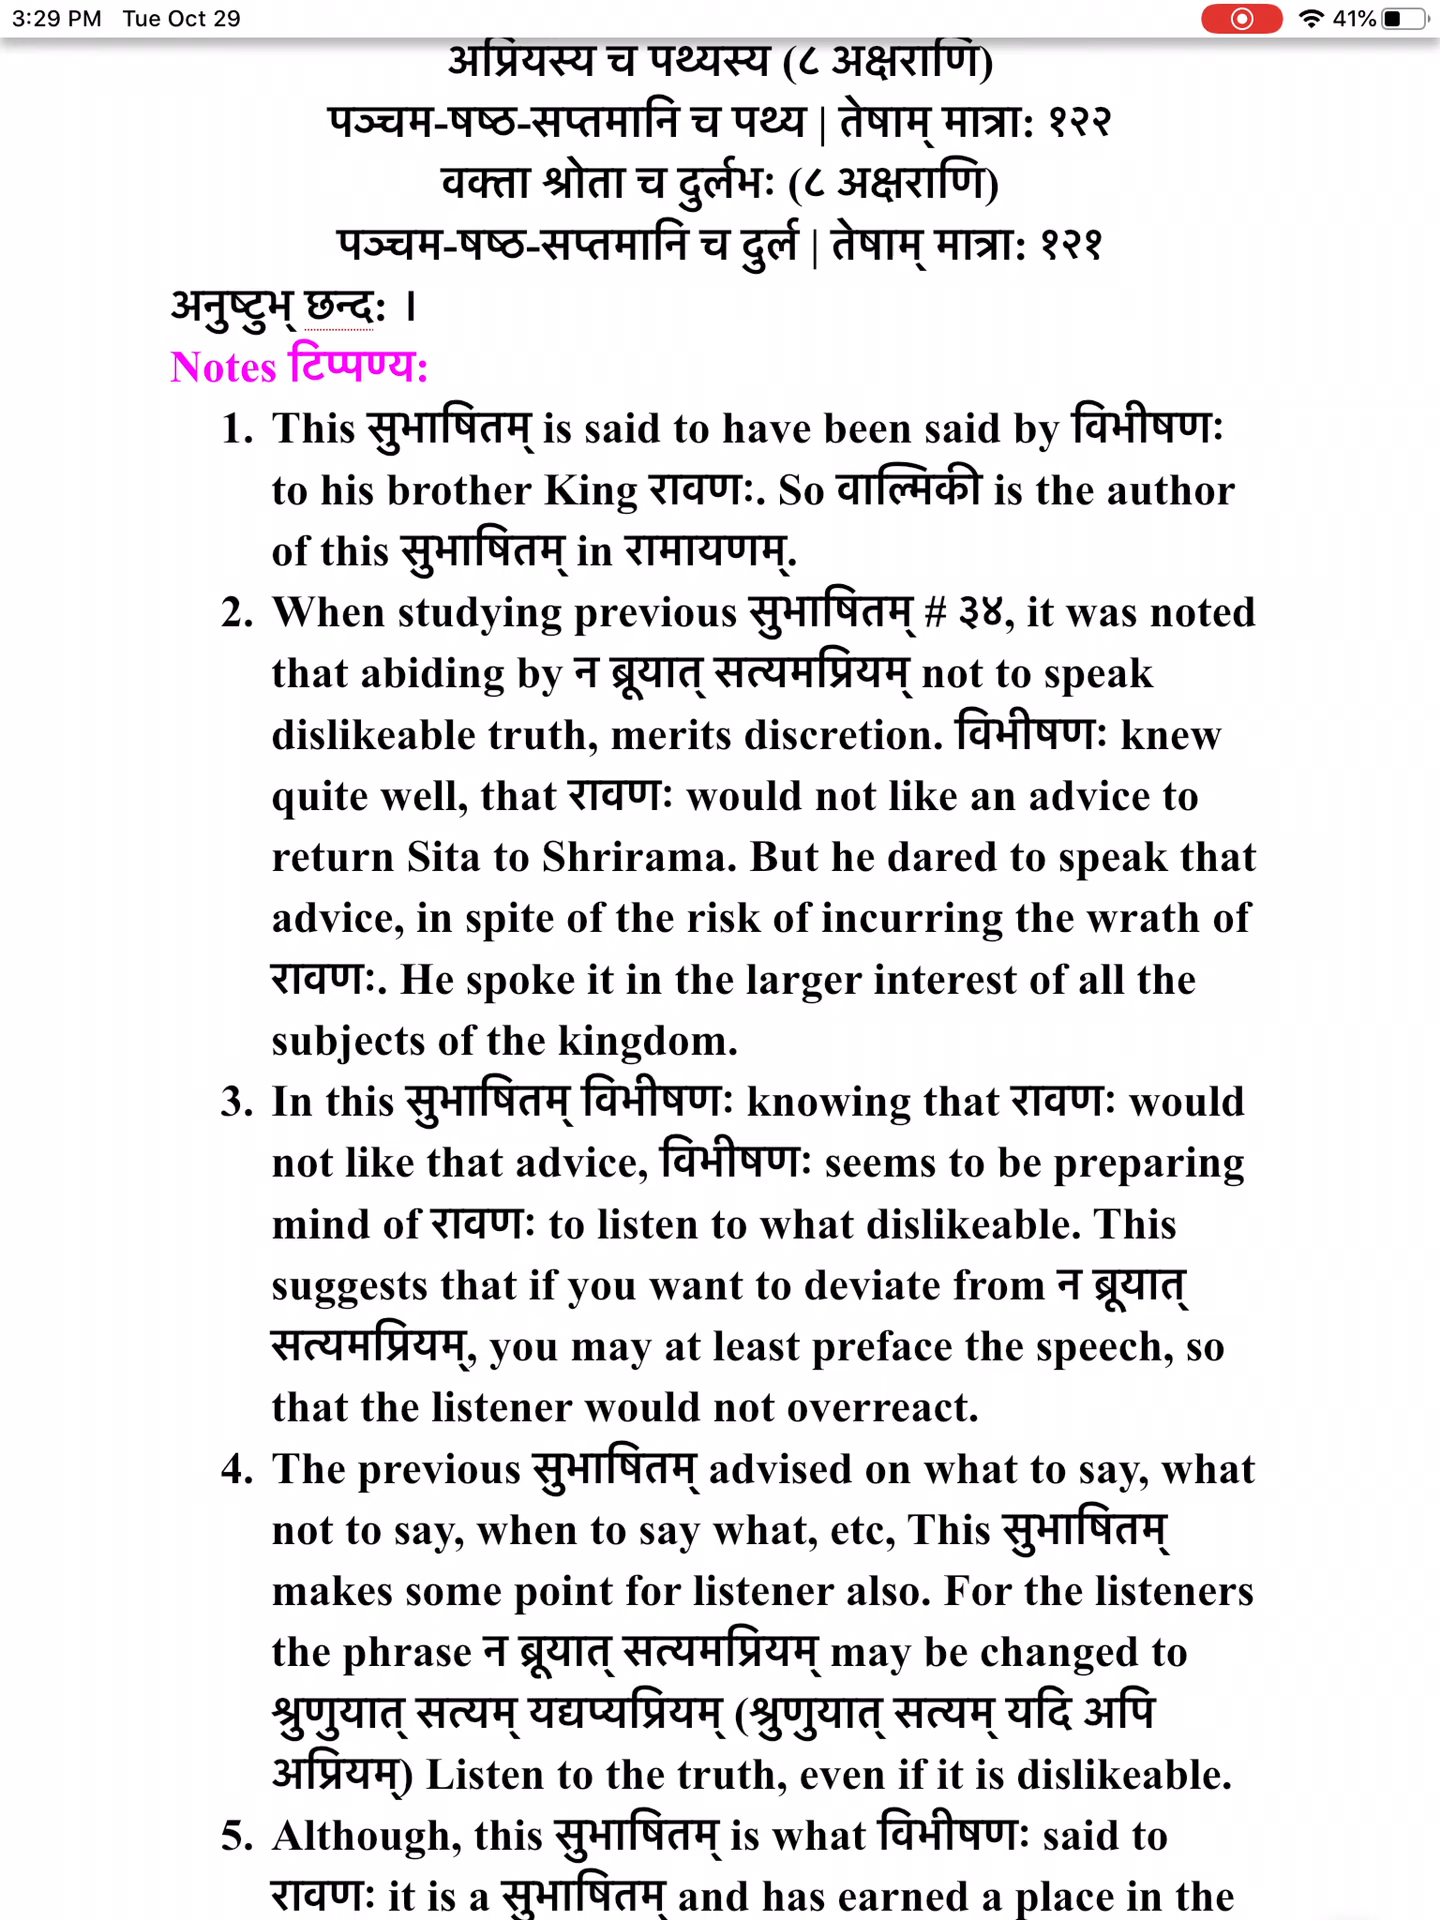 3:29 PM Tue Oct 29 41%
अप्रियस्य च पथ्यस्य (८ अक्षराणि)
पञ्चम-षष्ठ-सप्तमानि च पथ्य | तेषाम् मात्रा: १२२
वक्ता श्रोता च दुर्लभः (८ अक्षराणि)
पञ्चम-षष्ठ-सप्तमानि च दुर्ल | तेषाम् मात्रा: १२१
अनुष्टुभ् छन्द: ।
Notes टिप्पण्य:
1. This सुभाषितम् is said to have been said by विभीषणः
to his brother King रावणः. So वाल्मिकी is the author
of this सुभाषितम् in रामायणम्.
2. When studying previous सुभाषितम् # ३४, it was noted
that abiding by न ब्रूयात् सत्यमप्रियम् not to speak
dislikeable truth, merits discretion. विभीषणः knew
quite well, that रावणः would not like an advice to
return Sita to Shrirama. But he dared to speak that
advice, in spite of the risk of incurring the wrath of
रावणः. He spoke it in the larger interest of all the
subjects of the kingdom.
3. In this सुभाषितम् विभीषणः knowing that रावणः would
not like that advice, विभीषणः seems to be preparing
mind of रावणः to listen to what dislikeable. This
suggests that if you want to deviate from न ब्रूयात्
सत्यमप्रियम्, you may at least preface the speech, so
that the listener would not overreact.
4. The previous सुभाषितम् advised on what to say, what
not to say, when to say what, etc, This सुभाषितम्
makes some point for listener also. For the listeners
the phrase न ब्रूयात् सत्यमप्रियम् may be changed to
श्रुणुयात् सत्यम् यद्यप्यप्रियम् (श्रुणुयात् सत्यम् यदि अपि
अप्रियम्) Listen to the truth, even if it is dislikeable.
5. Although, this सुभाषितम् is what विभीषणः said to
रावणः it is a सुभाषितम् and has earned a place in the